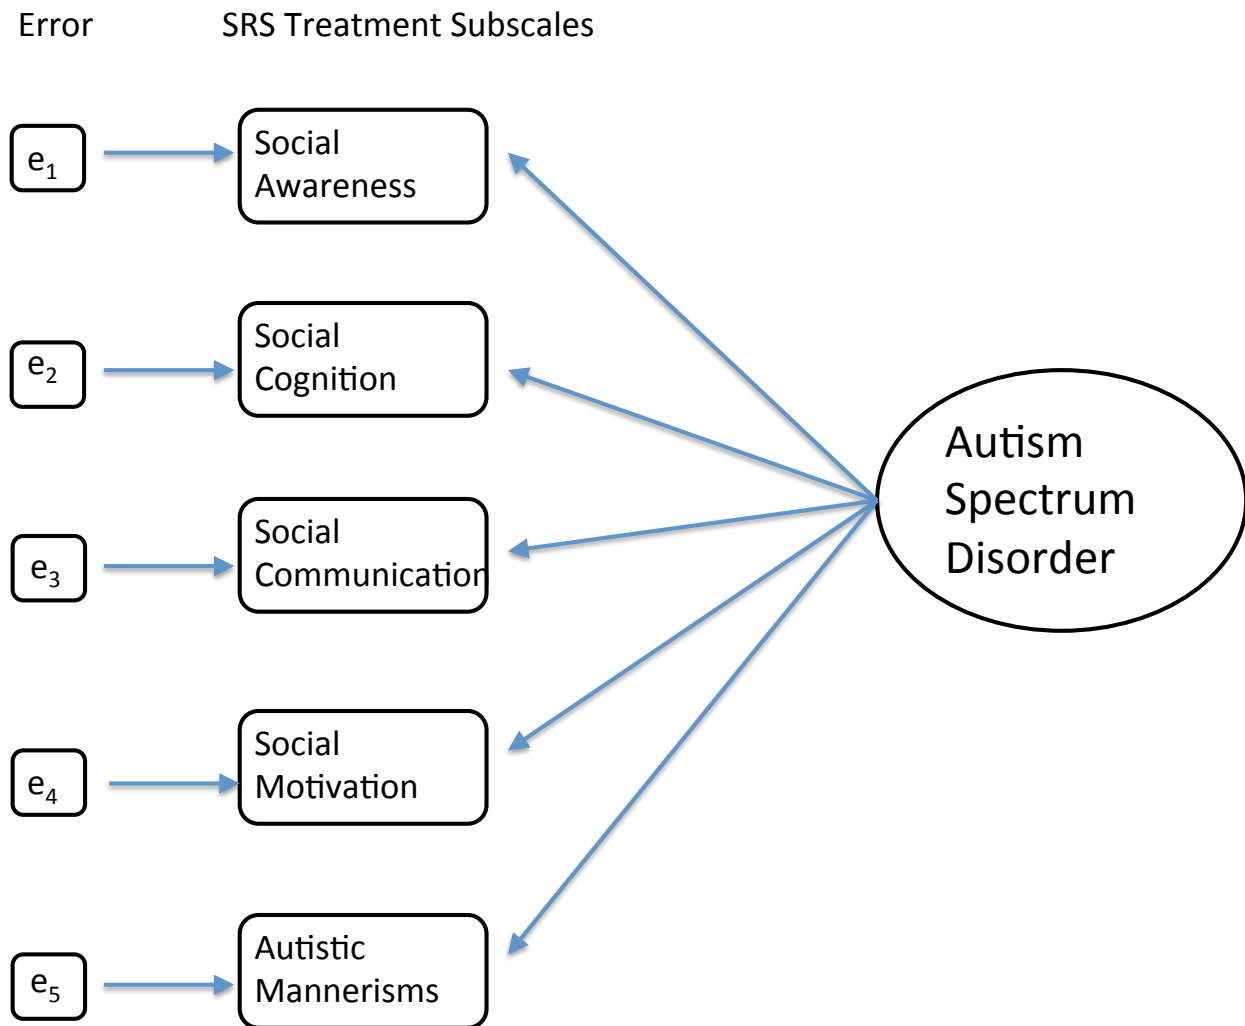 Error SRS Treatment Subscales
e₁
Social
Awareness
e₂
Social
Cognition
e₃
Social
Communication
e₄
Social
Motivation
e₅
Autistic
Mannerisms
Autism
Spectrum
Disorder